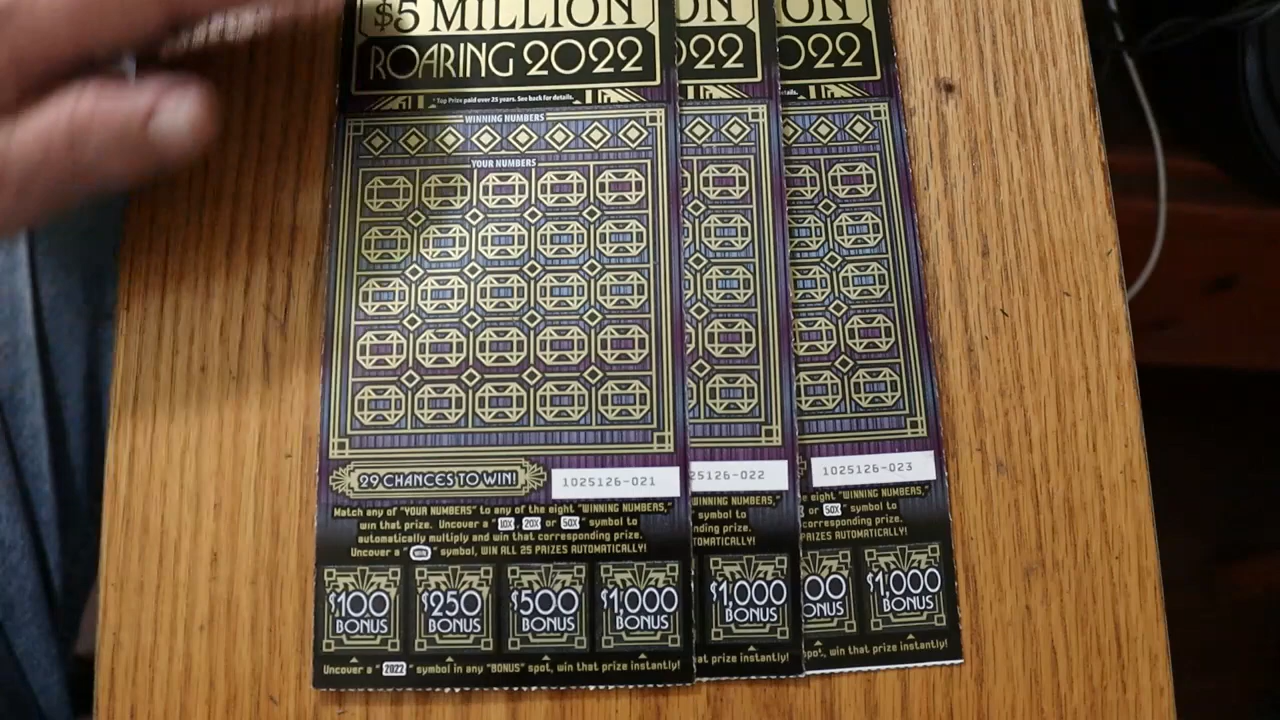 $5 MILLION
ROARING 2022
*Top Prize paid over 25 years. See back for details.
WINNING NUMBERS
YOUR NUMBERS
29 CHANCES TO WIN!
1025126-021
Match any of "YOUR NUMBERS" to any of the eight "WINNING NUMBERS,"
win that prize. Uncover a "10X, 20X or 50X" symbol to
automatically multiply and win that corresponding prize.
Uncover a " " symbol, WIN ALL 25 PRIZES AUTOMATICALLY!
$100 BONUS
$250 BONUS
$500 BONUS
$1,000 BONUS
Uncover a "2022" symbol in any "BONUS" spot, win that prize instantly!
ON
022
25126-022
WINNING NUMBERS,"
symbol to
nding prize.
TOMATICALLY!
$1,000 BONUS
at prize instantly!
ON
2022
details.
1025126-023
e eight "WINNING NUMBERS,"
or 50X" symbol to
corresponding prize.
PRIZES AUTOMATICALLY!
00 BONUS
$1,000 BONUS
spot, win that prize instantly!